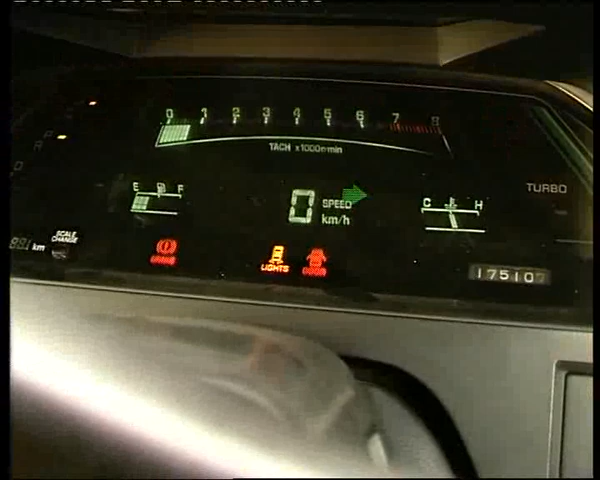 0 1 2 3 4 5 6 7 8
TACH x1000r/min
P
R
D
E F
0 SPEED
km/h
C H
TURBO
SCALE
CHANGE
km
LIGHTS
DOOR
175107